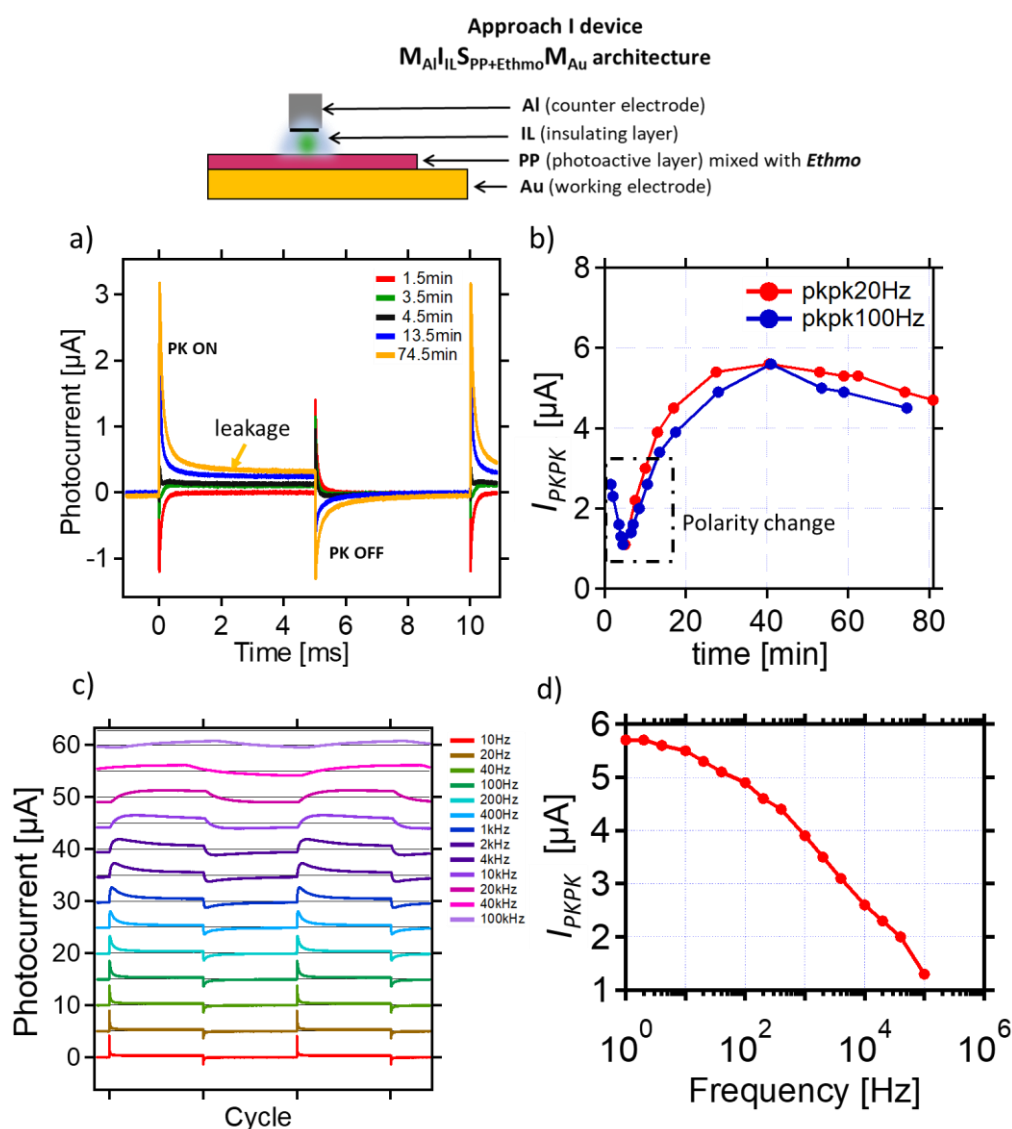 Approach I device
M_AlI_ILS_PP+EthmoM_Au architecture
Al (counter electrode)
IL (insulating layer)
PP (photoactive layer) mixed with Ethmo
Au (working electrode)
a)
Photocurrent [µA]
3
2
1
0
-1
PK ON
leakage
PK OFF
1.5min
3.5min
4.5min
13.5min
74.5min
0 2 4 6 8 10
Time [ms]
b)
I_PKPK [µA]
8
6
4
2
0
pkpk20Hz
pkpk100Hz
Polarity change
0 20 40 60 80
time [min]
c)
Photocurrent [µA]
60
50
40
30
20
10
0
10Hz
20Hz
40Hz
100Hz
200Hz
400Hz
1kHz
2kHz
4kHz
10kHz
20kHz
40kHz
100kHz
Cycle
d)
I_PKPK [µA]
6
5
4
3
2
1
10^0 10^2 10^4 10^6
Frequency [Hz]